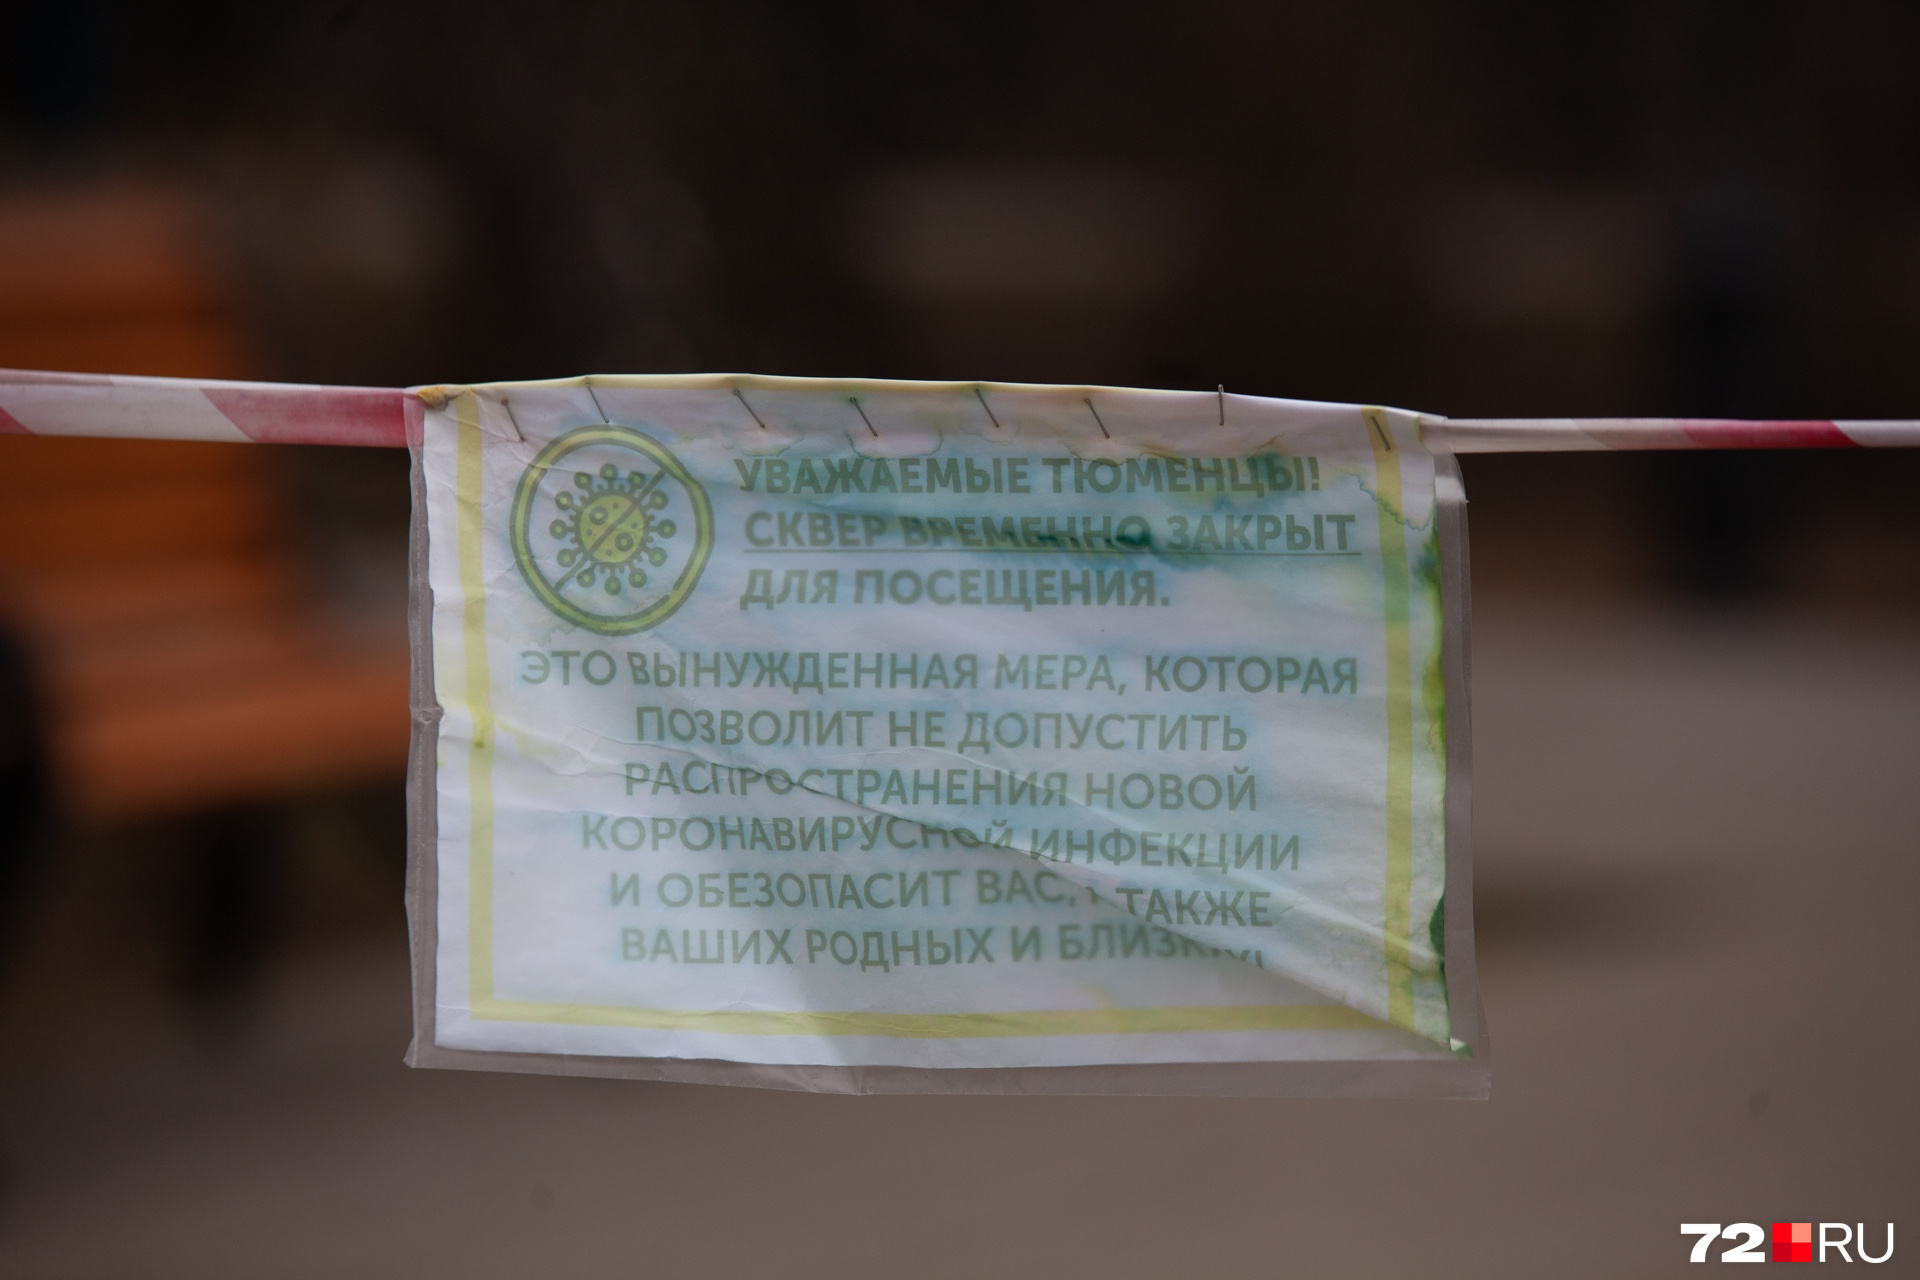 УВАЖАЕМЫЕ ТЮМЕНЦЫ!
СКВЕР ВРЕМЕННО ЗАКРЫТ
ДЛЯ ПОСЕЩЕНИЯ.
ЭТО ВЫНУЖДЕННАЯ МЕРА, КОТОРАЯ
ПОЗВОЛИТ НЕ ДОПУСТИТЬ
РАСПРОСТРАНЕНИЯ НОВОЙ
КОРОНАВИРУСНОЙ ИНФЕКЦИИ
И ОБЕЗОПАСИТ ВАС, ТАКЖЕ
ВАШИХ РОДНЫХ И
72 RU